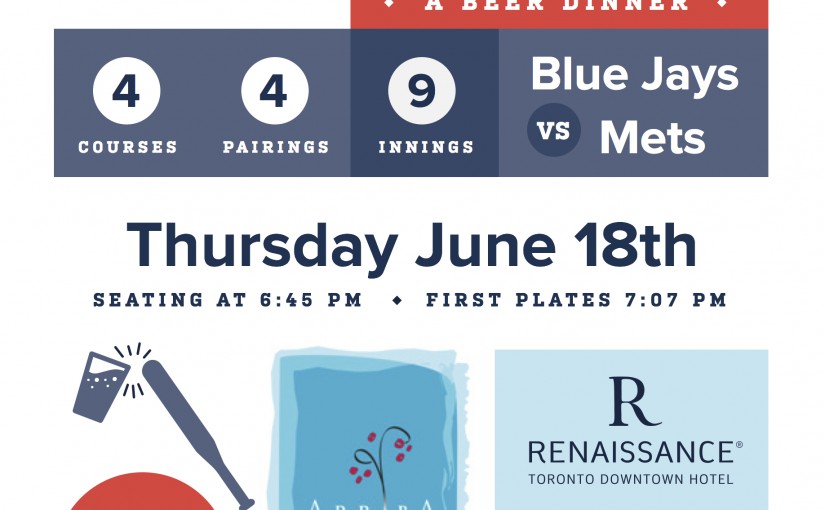 ◆ A BEER DINNER ◆
4 4 9 Blue Jays
COURSES PAIRINGS INNINGS VS Mets
Thursday June 18th
SEATING AT 6:45 PM ◆ FIRST PLATES 7:07 PM
R
RENAISSANCE®
TORONTO DOWNTOWN HOTEL